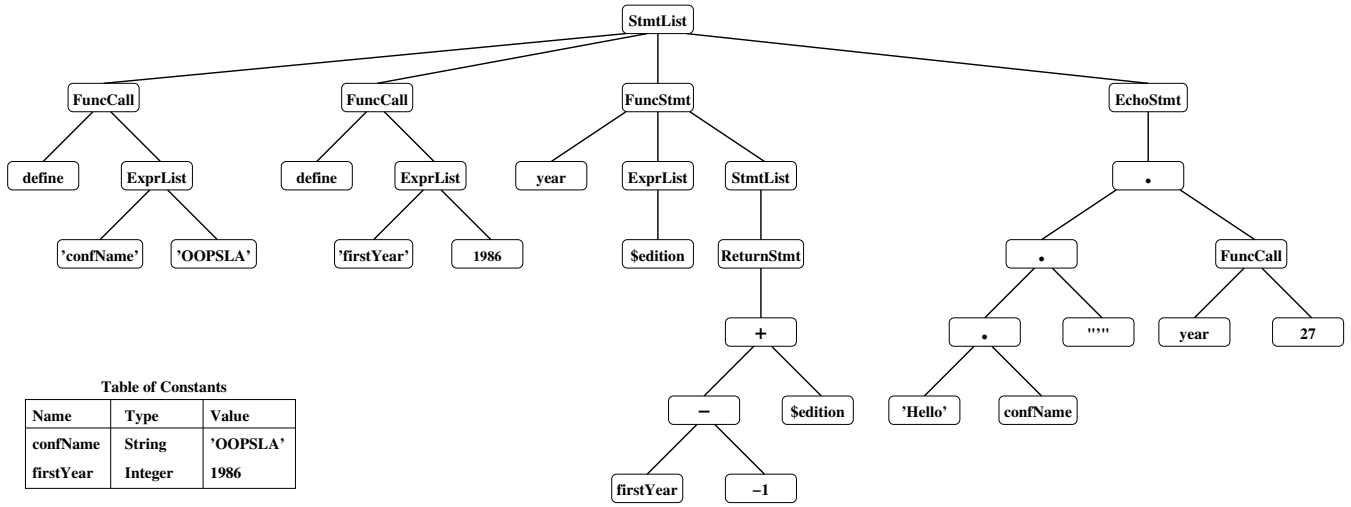 StmtList
FuncCall FuncCall FuncStmt EchoStmt
define ExprList define ExprList year ExprList StmtList .
'confName' 'OOPSLA' 'firstYear' 1986 $edition ReturnStmt . FuncCall
+ . "'" year 27
Table of Constants
− $edition 'Hello' confName
Name Type Value
confName String 'OOPSLA'
firstYear Integer 1986
firstYear −1